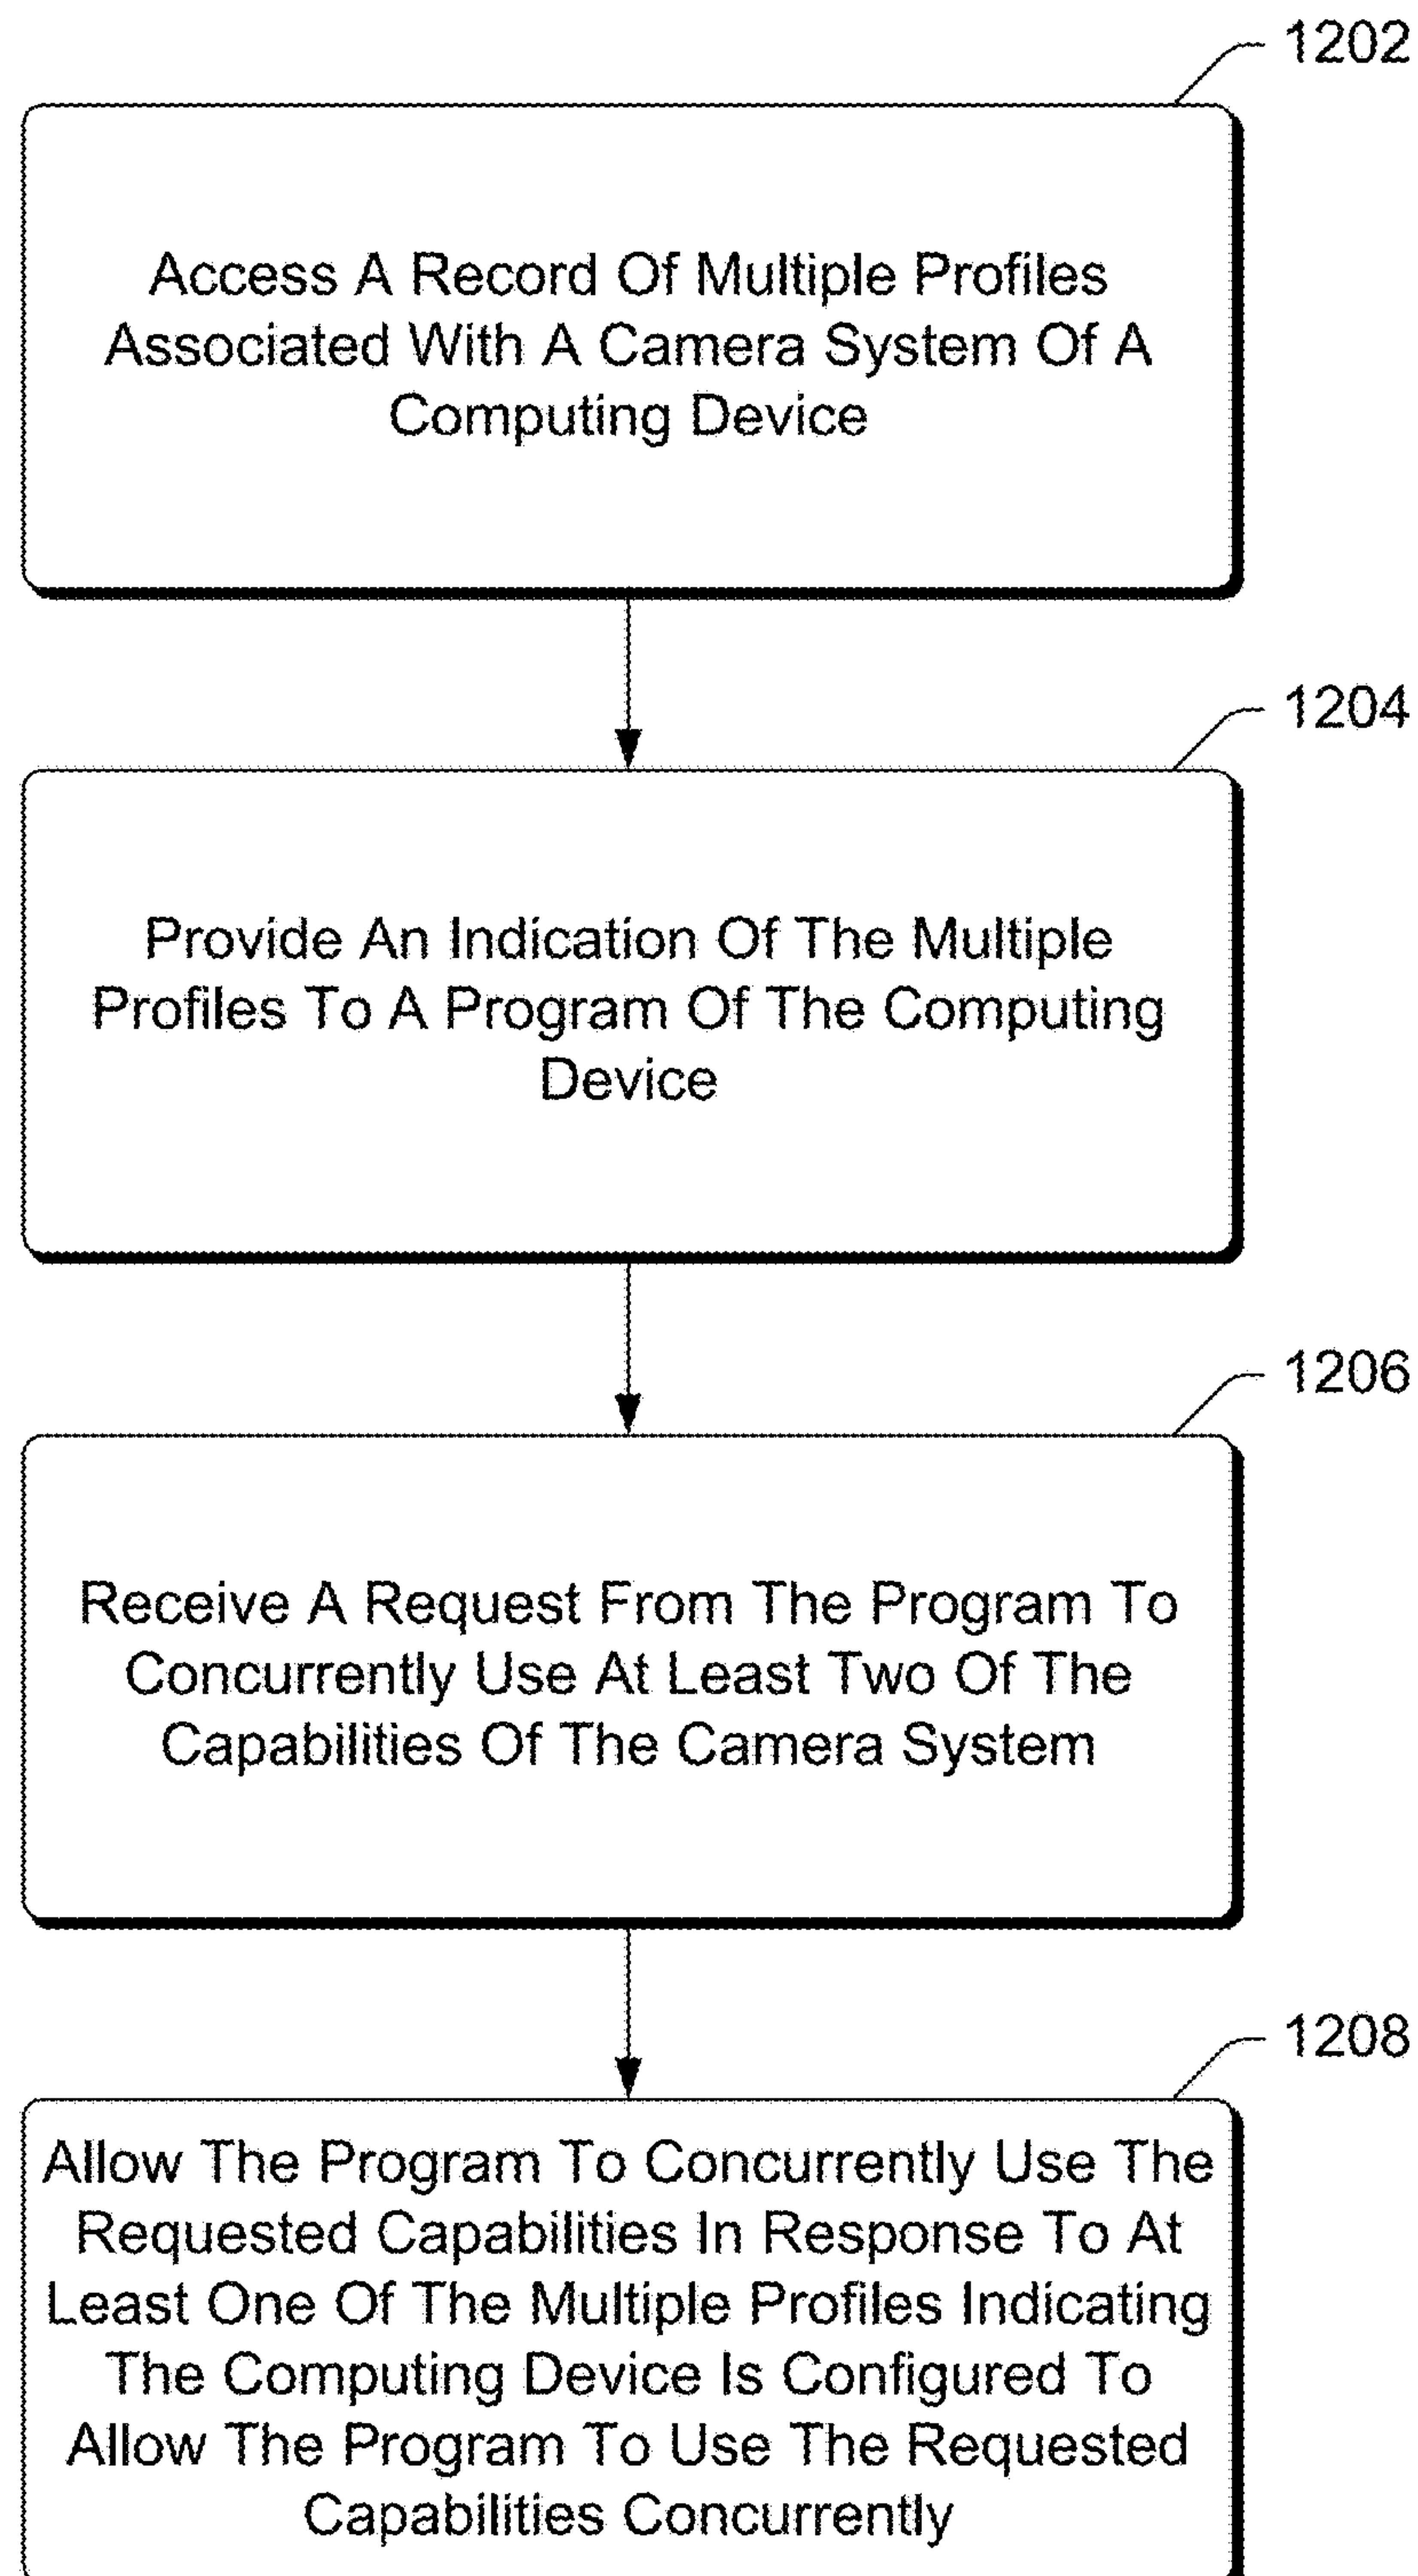 1202
Access A Record Of Multiple Profiles
Associated With A Camera System Of A
Computing Device
1204
Provide An Indication Of The Multiple
Profiles To A Program Of The Computing
Device
1206
Receive A Request From The Program To
Concurrently Use At Least Two Of The
Capabilities Of The Camera System
1208
Allow The Program To Concurrently Use The
Requested Capabilities In Response To At
Least One Of The Multiple Profiles Indicating
The Computing Device Is Configured To
Allow The Program To Use The Requested
Capabilities Concurrently